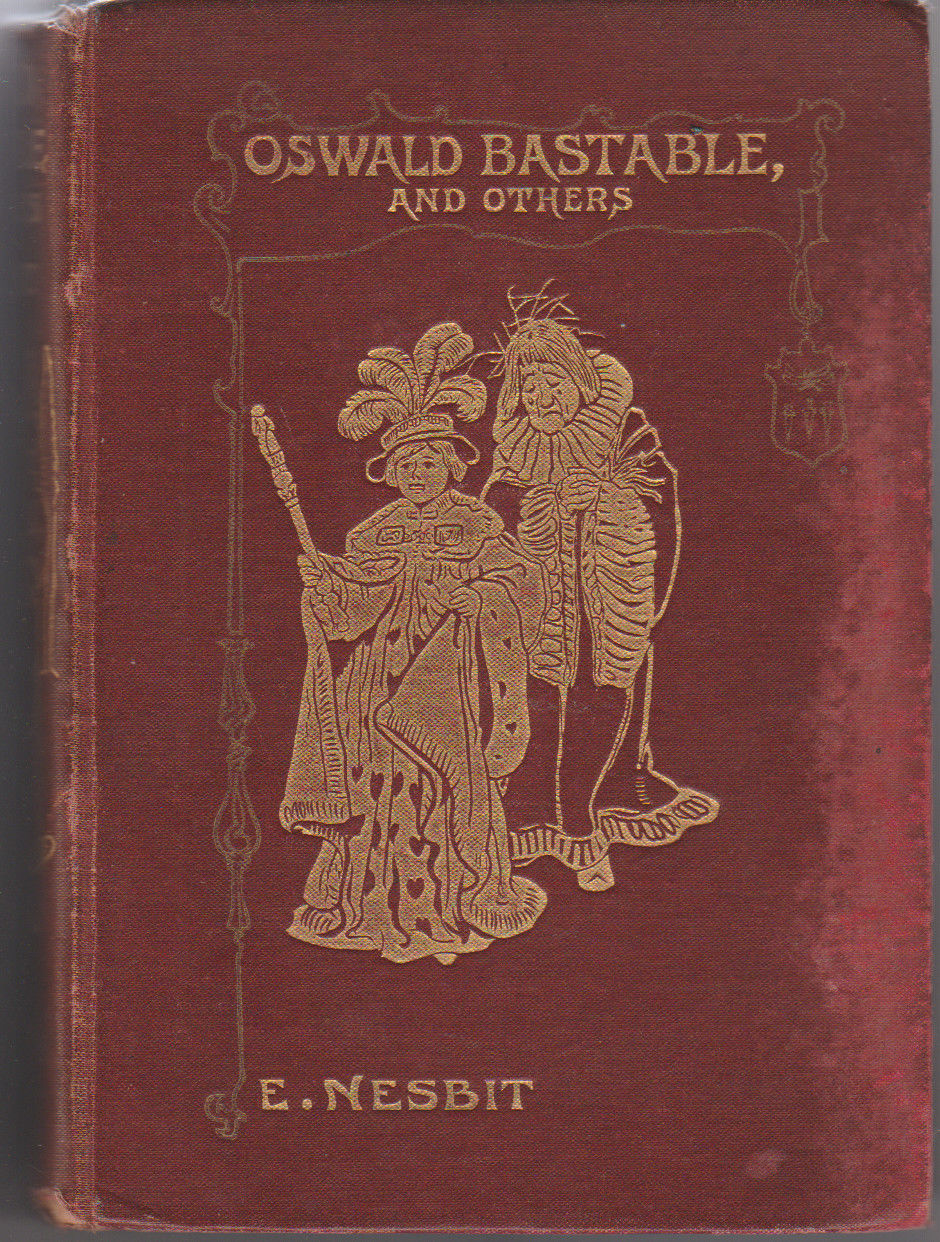 OSWALD BASTABLE,
AND OTHERS
E. NESBIT